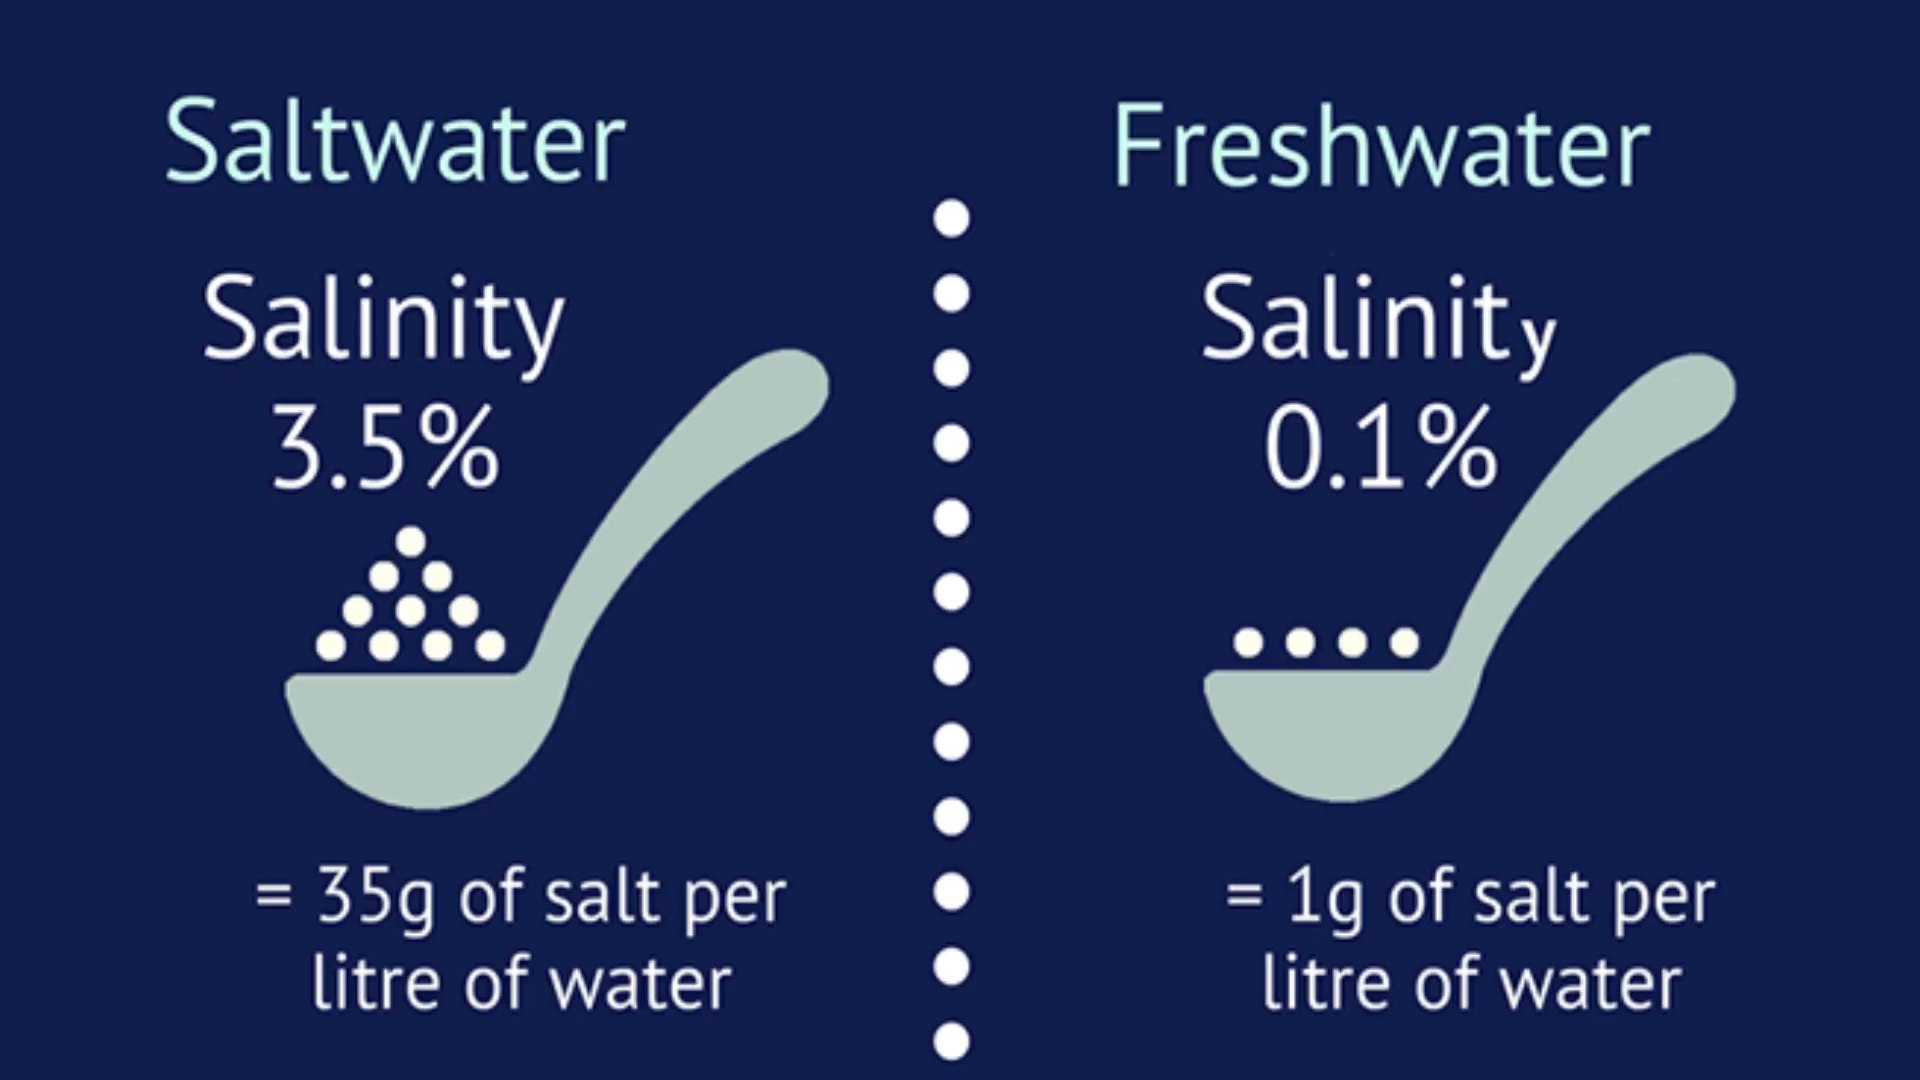 Saltwater
Salinity
3.5%
= 35g of salt per
litre of water
Freshwater
Salinity
0.1%
= 1g of salt per
litre of water